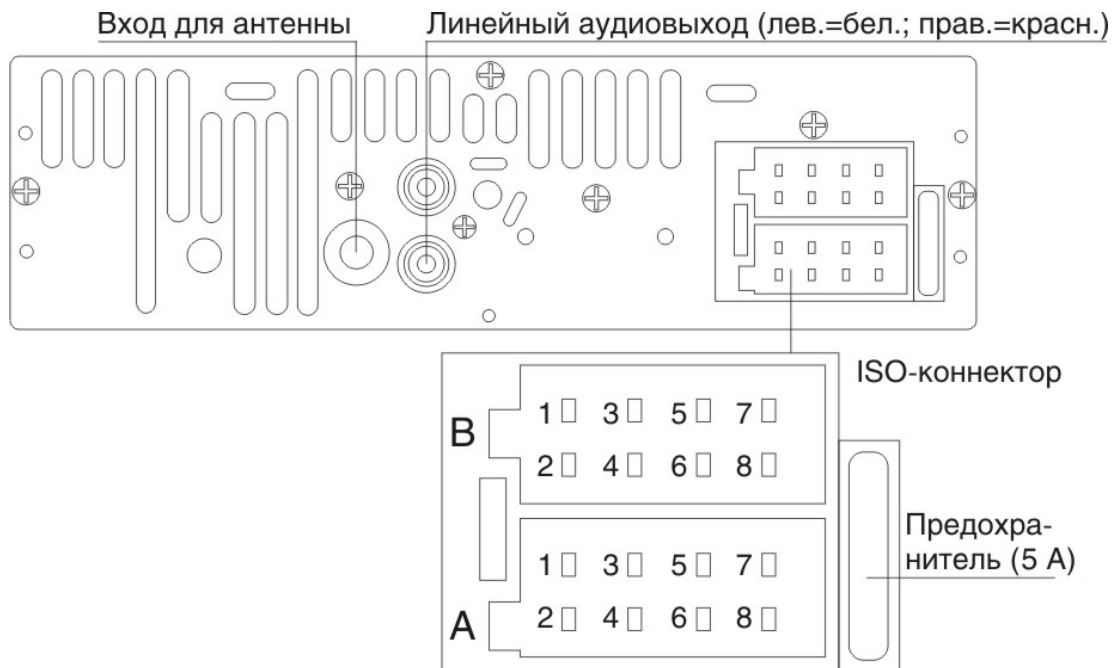 Вход для антенны
Линейный аудиовыход (лев.=бел.; прав.=красн.)
ISO-коннектор
B
1 3 5 7
2 4 6 8
Предохра-
нитель (5 А)
A
1 3 5 7
2 4 6 8